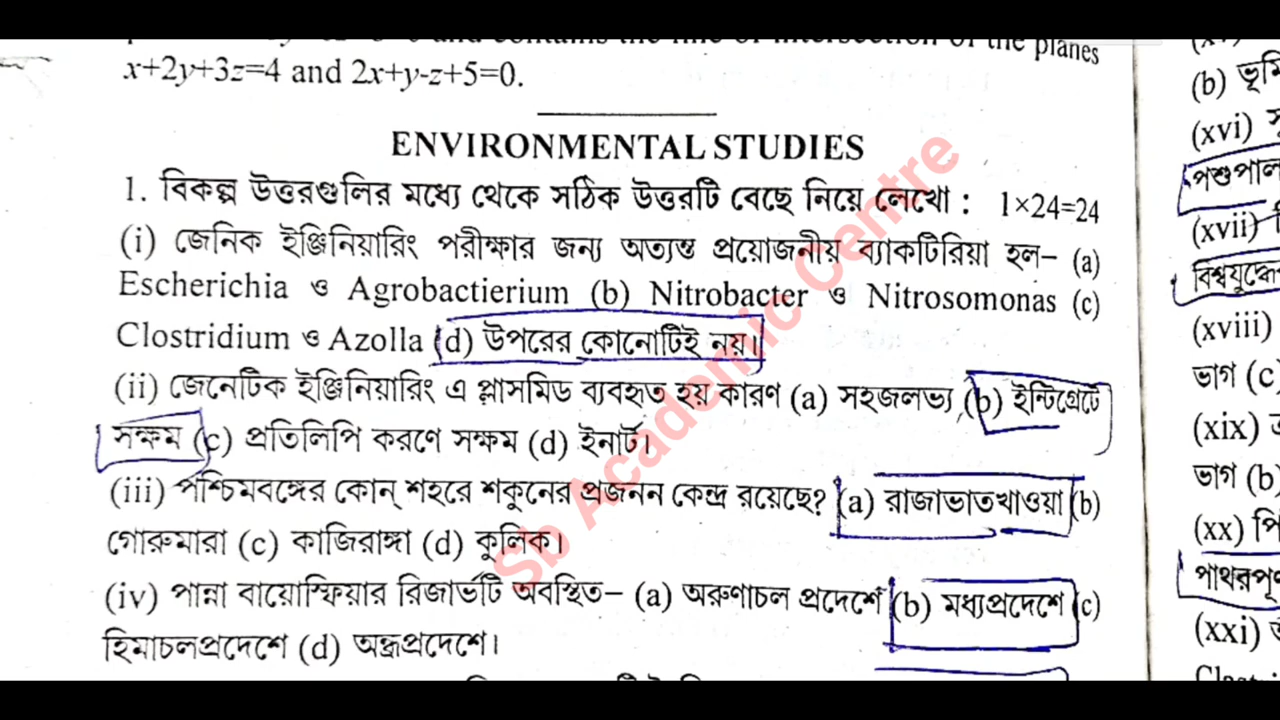 x+2y+3z=4 and 2x+y-z+5=0.
ENVIRONMENTAL STUDIES
1. বিকল্প উত্তরগুলির মধ্যে থেকে সঠিক উত্তরটি বেছে নিয়ে লেখো : 1×24=24
(i) জেনিক ইঞ্জিনিয়ারিং পরীক্ষার জন্য অত্যন্ত প্রয়োজনীয় ব্যাকটিরিয়া হল– (a)
Escherichia ও Agrobactierium (b) Nitrobacter ও Nitrosomonas (c)
Clostridium ও Azolla (d) উপরের কোনোটিই নয়।
(ii) জেনেটিক ইঞ্জিনিয়ারিং এ প্লাসমিড ব্যবহৃত হয় কারণ (a) সহজলভ্য (b) ইন্টিগ্রেটে
সক্ষম (c) প্রতিলিপি করণে সক্ষম (d) ইনার্ট।
(iii) পশ্চিমবঙ্গের কোন্ শহরে শকুনের প্রজনন কেন্দ্র রয়েছে? (a) রাজাভাতখাওয়া (b)
গোরুমারা (c) কাজিরাঙ্গা (d) কুলিক।
(iv) পান্না বায়োস্ফিয়ার রিজার্ভটি অবস্থিত– (a) অরুণাচল প্রদেশে (b) মধ্যপ্রদেশে (c)
হিমাচলপ্রদেশে (d) অন্ধ্রপ্রদেশে।
Sb Academic Centre
(b) ভূমি
(xvi)
পশুপাল
(xvii)
বিশ্বযুদ্ধে
(xviii)
ভাগ (c
(xix)
ভাগ (b)
(xx) পি
পাথরপূ
(xxi)